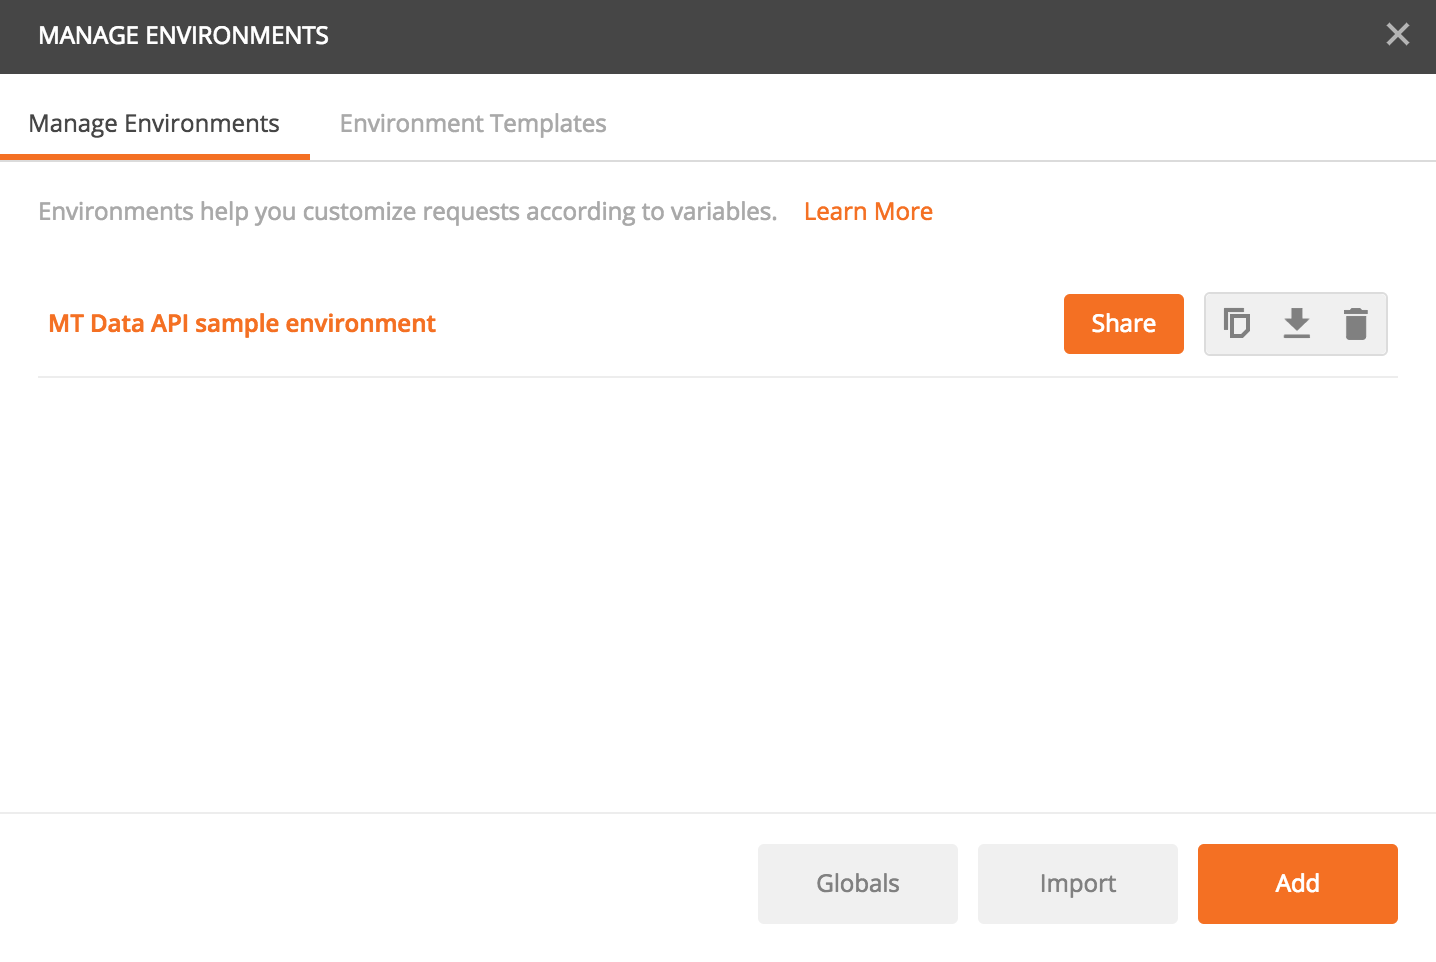 MANAGE ENVIRONMENTS
Manage Environments
Environment Templates
Environments help you customize requests according to variables. Learn More
MT Data API sample environment
Share
Globals
Import
Add